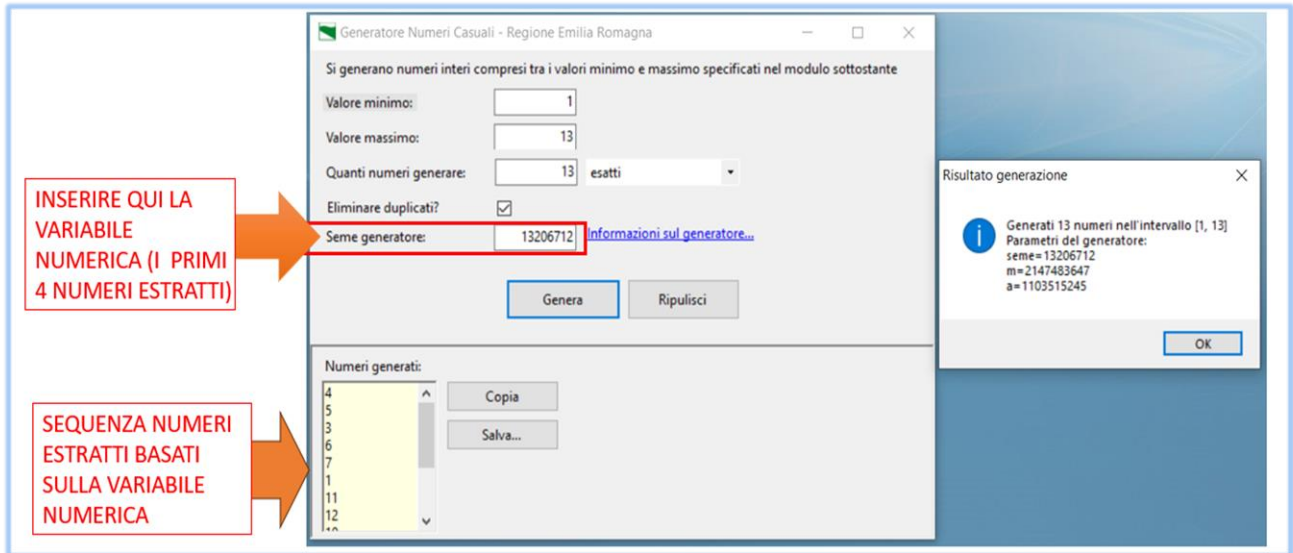 Generatore Numeri Casuali - Regione Emilia Romagna
Si generano numeri interi compresi tra i valori minimo e massimo specificati nel modulo sottostante
Valore minimo:
1
Valore massimo:
13
Quanti numeri generare:
13
esatti
Eliminare duplicati?
Seme generatore:
13206712
Informazioni sul generatore...
Genera
Ripulisci
INSERIRE QUI LA
VARIABILE
NUMERICA (I PRIMI
4 NUMERI ESTRATTI)
Risultato generazione
Generati 13 numeri nell'intervallo [1, 13]
Parametri del generatore:
seme=13206712
m=2147483647
a=1103515245
OK
Numeri generati:
4
5
3
6
7
1
11
12
Copia
Salva...
SEQUENZA NUMERI
ESTRATTI BASATI
SULLA VARIABILE
NUMERICA